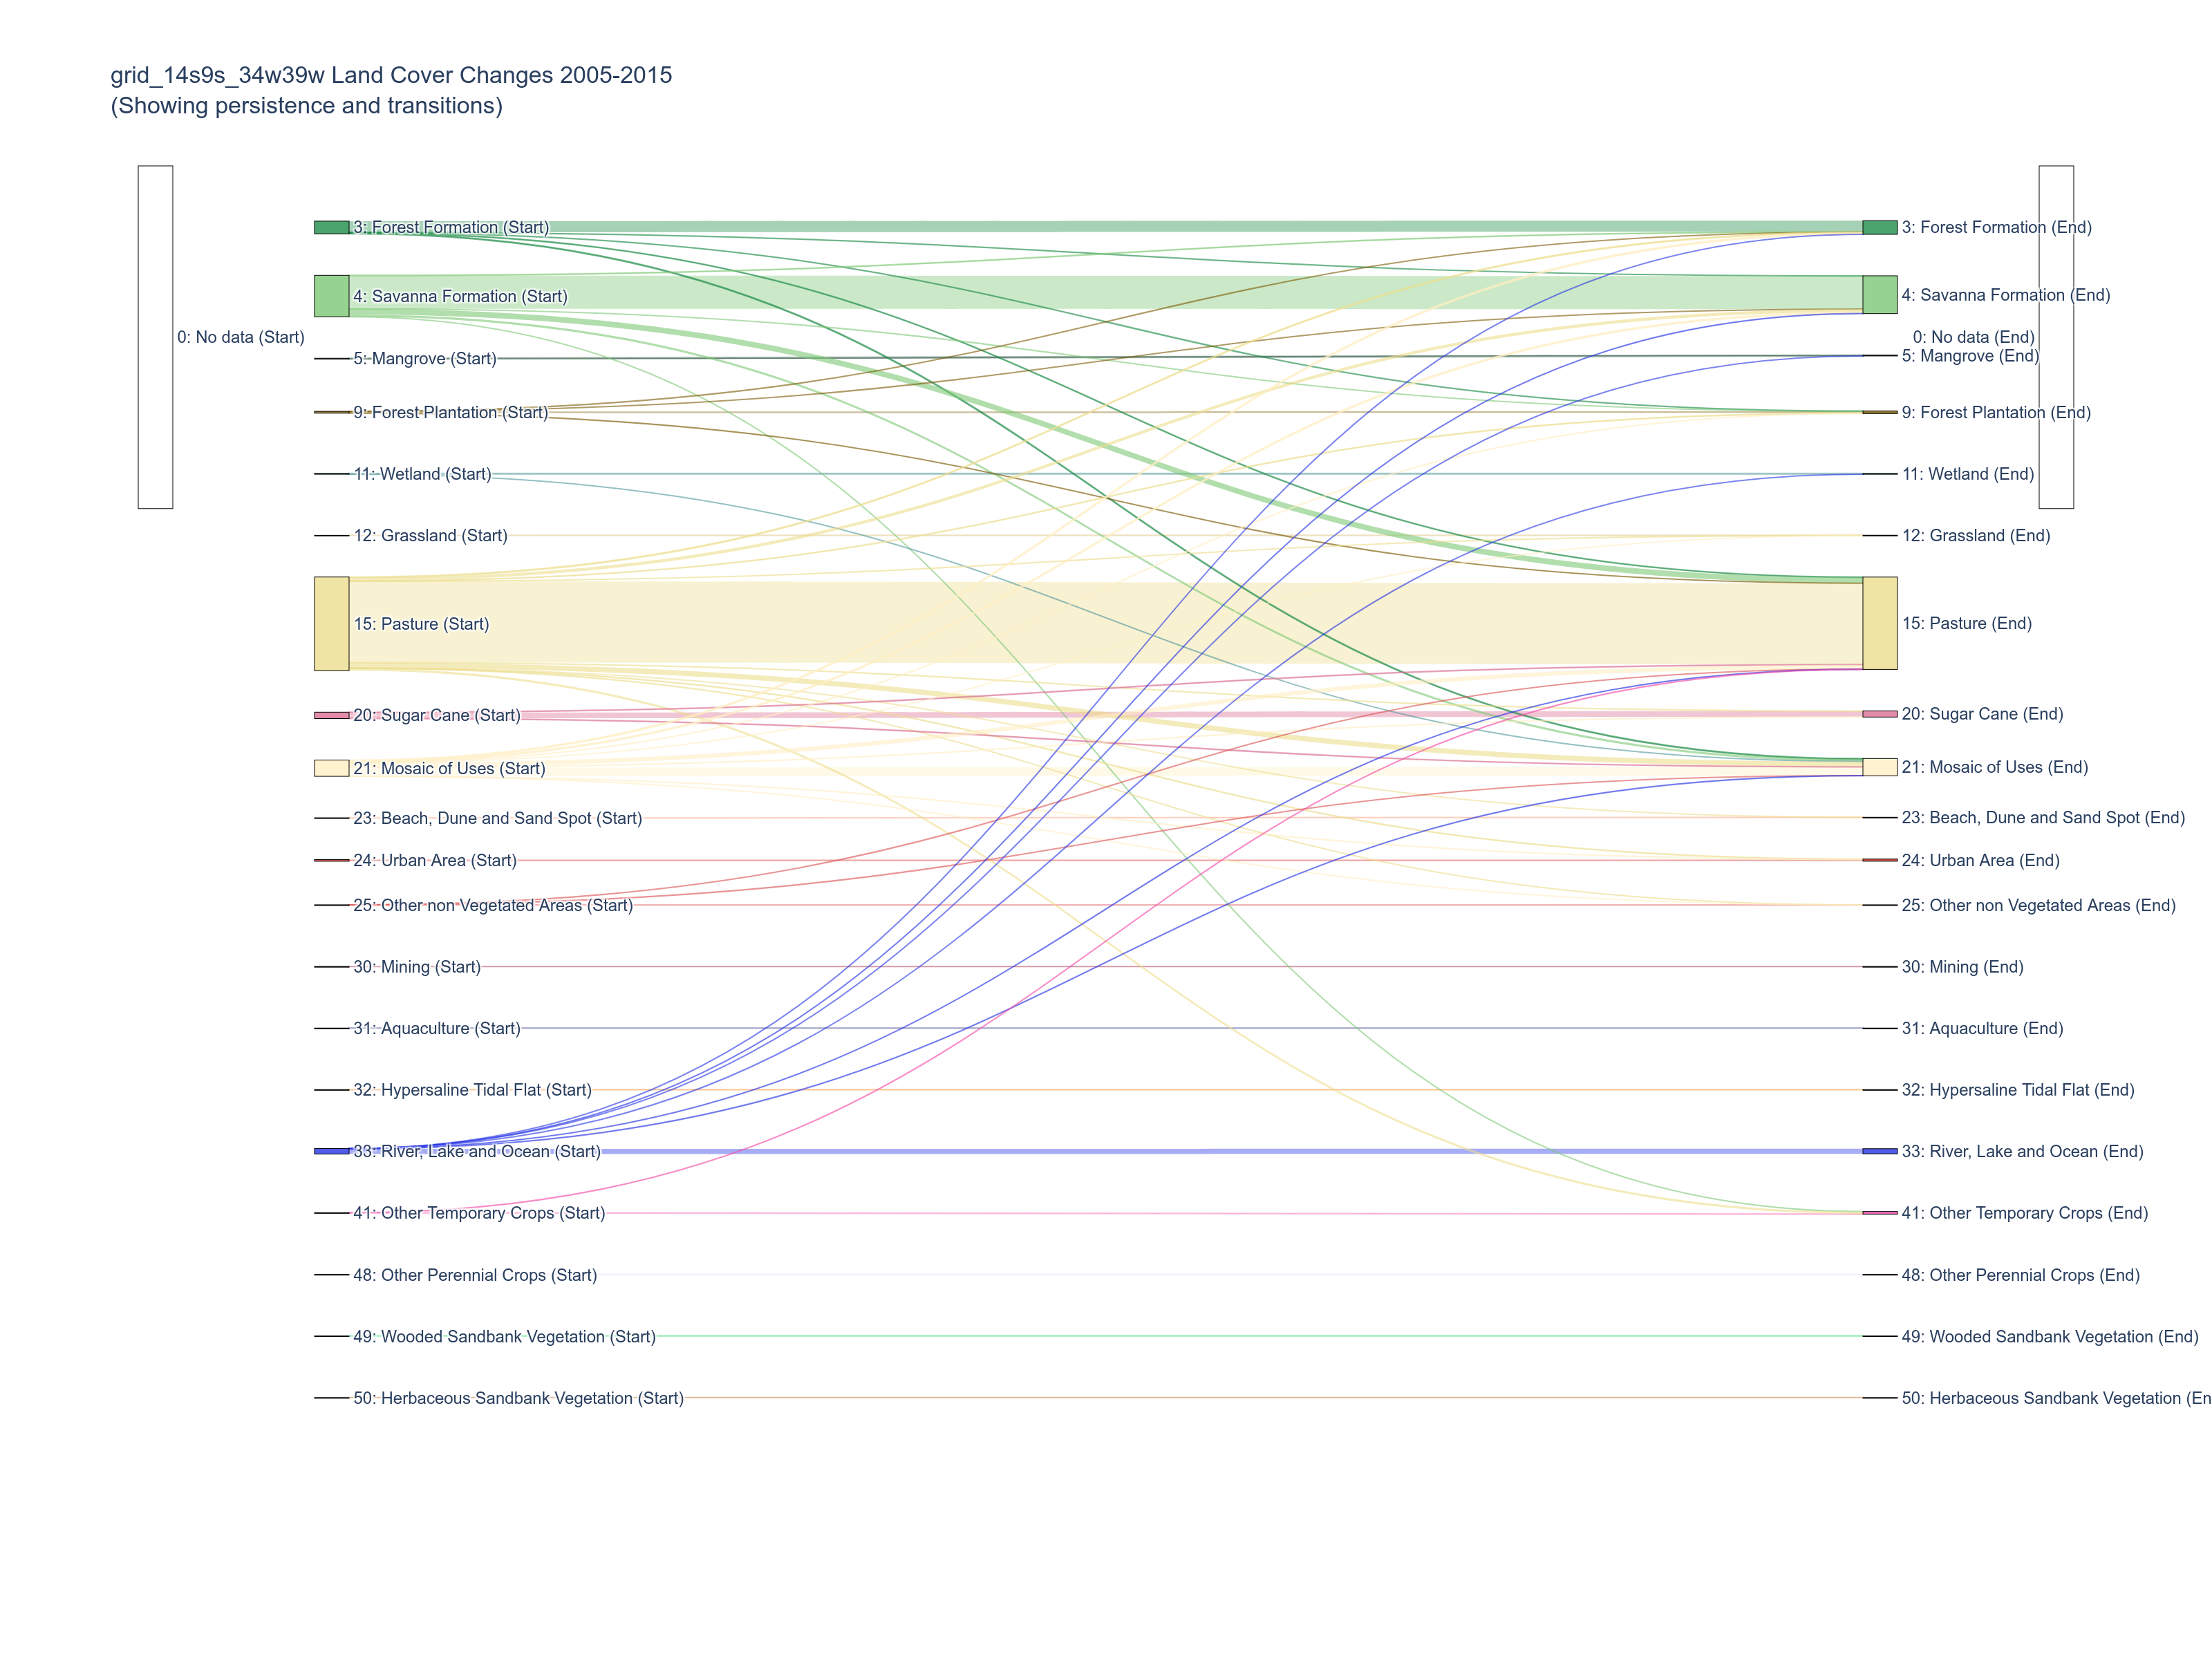 grid_14s9s_34w39w Land Cover Changes 2005-2015
(Showing persistence and transitions)
0: No data (Start)
3: Forest Formation (Start)
4: Savanna Formation (Start)
5: Mangrove (Start)
9: Forest Plantation (Start)
11: Wetland (Start)
12: Grassland (Start)
15: Pasture (Start)
20: Sugar Cane (Start)
21: Mosaic of Uses (Start)
23: Beach, Dune and Sand Spot (Start)
24: Urban Area (Start)
25: Other non Vegetated Areas (Start)
30: Mining (Start)
31: Aquaculture (Start)
32: Hypersaline Tidal Flat (Start)
33: River, Lake and Ocean (Start)
41: Other Temporary Crops (Start)
48: Other Perennial Crops (Start)
49: Wooded Sandbank Vegetation (Start)
50: Herbaceous Sandbank Vegetation (Start)
3: Forest Formation (End)
4: Savanna Formation (End)
0: No data (End)
5: Mangrove (End)
9: Forest Plantation (End)
11: Wetland (End)
12: Grassland (End)
15: Pasture (End)
20: Sugar Cane (End)
21: Mosaic of Uses (End)
23: Beach, Dune and Sand Spot (End)
24: Urban Area (End)
25: Other non Vegetated Areas (End)
30: Mining (End)
31: Aquaculture (End)
32: Hypersaline Tidal Flat (End)
33: River, Lake and Ocean (End)
41: Other Temporary Crops (End)
48: Other Perennial Crops (End)
49: Wooded Sandbank Vegetation (End)
50: Herbaceous Sandbank Vegetation (En